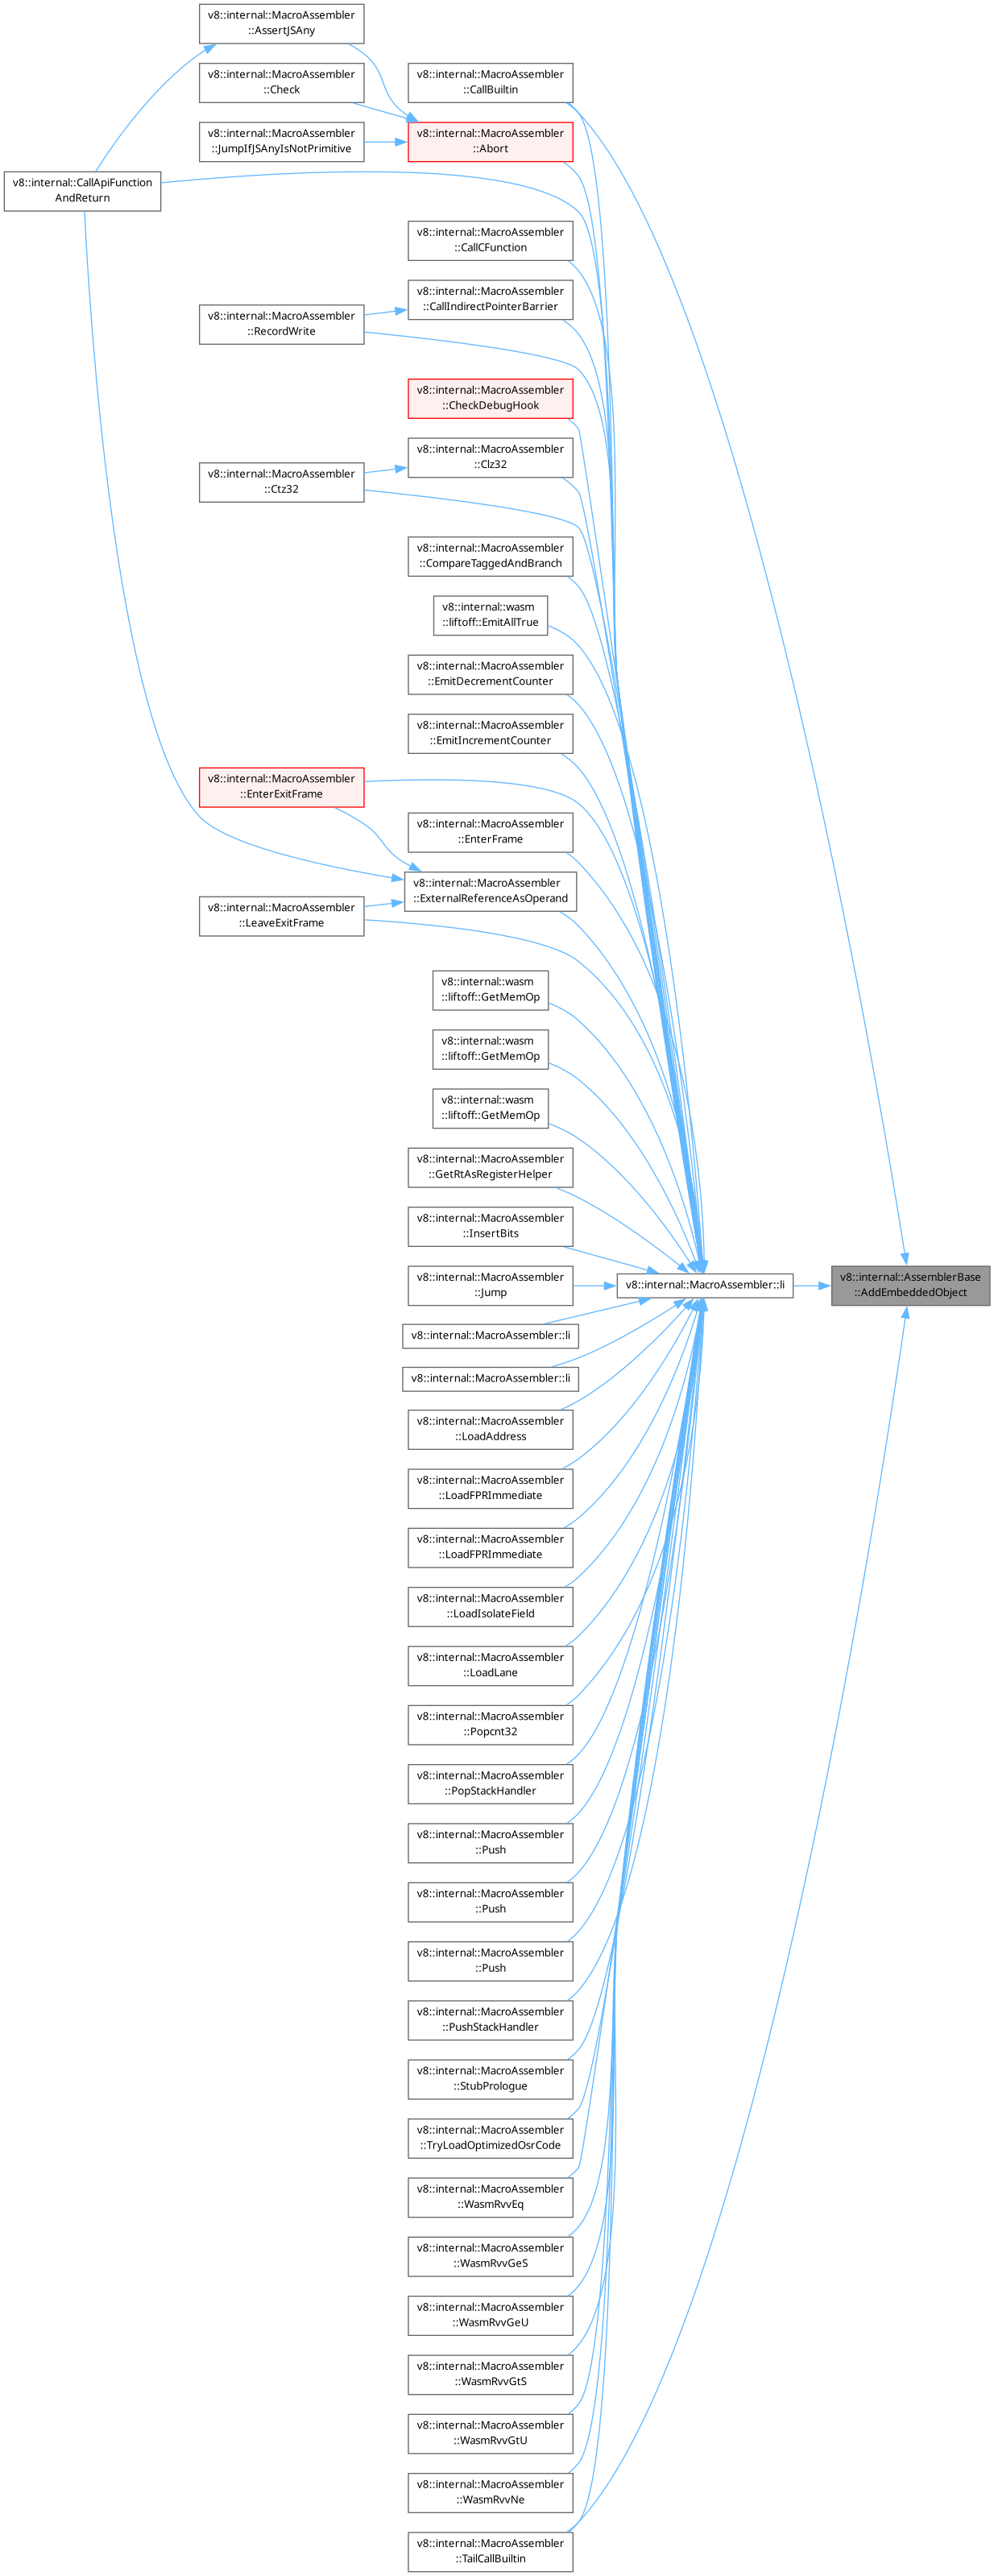 v8::internal::MacroAssembler
::AssertJSAny
v8::internal::MacroAssembler
::Check
v8::internal::MacroAssembler
::CallBuiltin
v8::internal::MacroAssembler
::JumpIfJSAnyIsNotPrimitive
v8::internal::MacroAssembler
::Abort
v8::internal::CallApiFunction
AndReturn
v8::internal::MacroAssembler
::CallCFunction
v8::internal::MacroAssembler
::CallIndirectPointerBarrier
v8::internal::MacroAssembler
::RecordWrite
v8::internal::MacroAssembler
::CheckDebugHook
v8::internal::MacroAssembler
::Clz32
v8::internal::MacroAssembler
::Ctz32
v8::internal::MacroAssembler
::CompareTaggedAndBranch
v8::internal::wasm
::liftoff::EmitAllTrue
v8::internal::MacroAssembler
::EmitDecrementCounter
v8::internal::MacroAssembler
::EmitIncrementCounter
v8::internal::MacroAssembler
::EnterExitFrame
v8::internal::MacroAssembler
::EnterFrame
v8::internal::MacroAssembler
::ExternalReferenceAsOperand
v8::internal::MacroAssembler
::LeaveExitFrame
v8::internal::wasm
::liftoff::GetMemOp
v8::internal::wasm
::liftoff::GetMemOp
v8::internal::wasm
::liftoff::GetMemOp
v8::internal::MacroAssembler
::GetRtAsRegisterHelper
v8::internal::MacroAssembler
::InsertBits
v8::internal::MacroAssembler
::Jump
v8::internal::MacroAssembler::li
v8::internal::AssemblerBase
::AddEmbeddedObject
v8::internal::MacroAssembler::li
v8::internal::MacroAssembler::li
v8::internal::MacroAssembler
::LoadAddress
v8::internal::MacroAssembler
::LoadFPRImmediate
v8::internal::MacroAssembler
::LoadFPRImmediate
v8::internal::MacroAssembler
::LoadIsolateField
v8::internal::MacroAssembler
::LoadLane
v8::internal::MacroAssembler
::Popcnt32
v8::internal::MacroAssembler
::PopStackHandler
v8::internal::MacroAssembler
::Push
v8::internal::MacroAssembler
::Push
v8::internal::MacroAssembler
::Push
v8::internal::MacroAssembler
::PushStackHandler
v8::internal::MacroAssembler
::StubPrologue
v8::internal::MacroAssembler
::TryLoadOptimizedOsrCode
v8::internal::MacroAssembler
::WasmRvvEq
v8::internal::MacroAssembler
::WasmRvvGeS
v8::internal::MacroAssembler
::WasmRvvGeU
v8::internal::MacroAssembler
::WasmRvvGtS
v8::internal::MacroAssembler
::WasmRvvGtU
v8::internal::MacroAssembler
::WasmRvvNe
v8::internal::MacroAssembler
::TailCallBuiltin